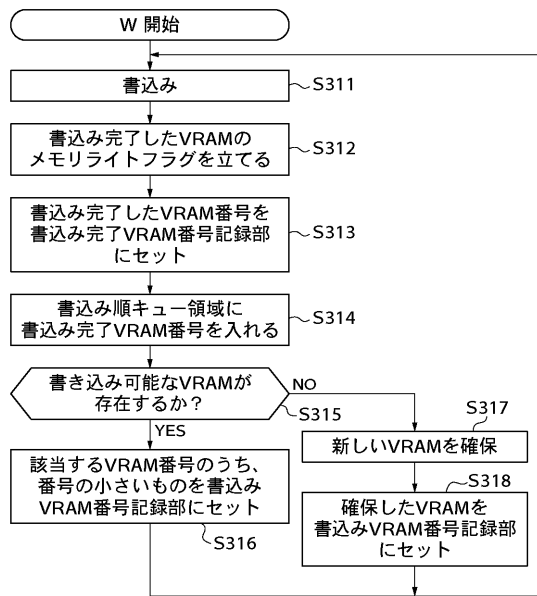 W 開始
書込み
S311
書込み完了したVRAMの
メモリライトフラグを立てる
S312
書込み完了したVRAM番号を
書込み完了VRAM番号記録部
にセット
S313
書込み順キュー領域に
書込み完了VRAM番号を入れる
S314
書き込み可能なVRAMが
存在するか？
S315
NO
YES
該当するVRAM番号のうち、
番号の小さいものを書込み
VRAM番号記録部にセット
S316
S317
新しいVRAMを確保
S318
確保したVRAMを
書込みVRAM番号記録部
にセット